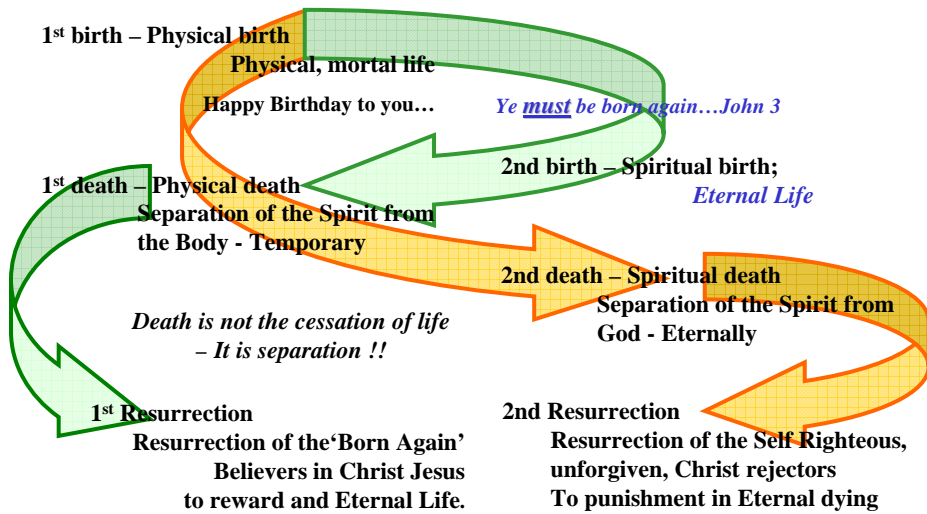 1st birth – Physical birth
Physical, mortal life
Happy Birthday to you…
Ye must be born again…John 3
2nd birth – Spiritual birth;
Eternal Life
1st death – Physical death
Separation of the Spirit from
the Body - Temporary
2nd death – Spiritual death
Separation of the Spirit from
God - Eternally
Death is not the cessation of life
– It is separation !!
1st Resurrection
Resurrection of the‘Born Again’
Believers in Christ Jesus
to reward and Eternal Life.
2nd Resurrection
Resurrection of the Self Righteous,
unforgiven, Christ rejectors
To punishment in Eternal dying